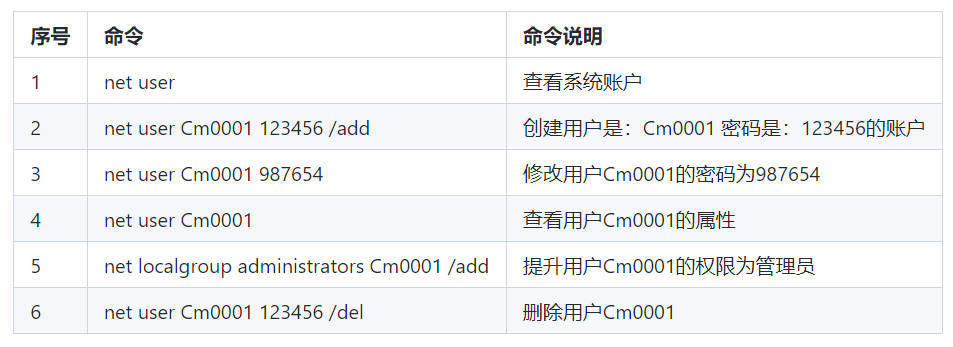 序号 命令 命令说明
1 net user 查看系统账户
2 net user Cm0001 123456 /add 创建用户是：Cm0001 密码是：123456的账户
3 net user Cm0001 987654 修改用户Cm0001的密码为987654
4 net user Cm0001 查看用户Cm0001的属性
5 net localgroup administrators Cm0001 /add 提升用户Cm0001的权限为管理员
6 net user Cm0001 123456 /del 删除用户Cm0001